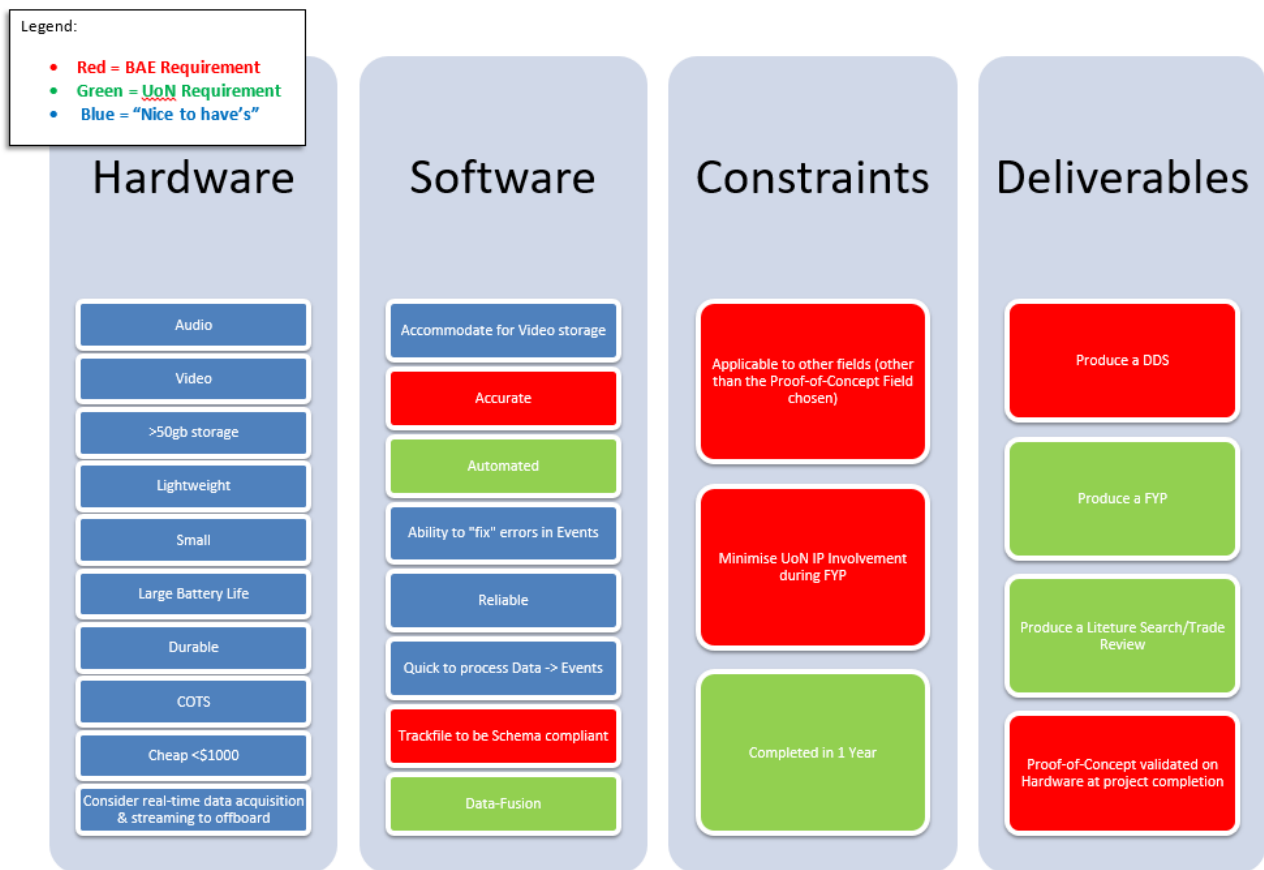 Legend:
Red = BAE Requirement
Green = UoN Requirement
Blue = “Nice to have’s”
Hardware
Audio
Video
>50gb storage
Lightweight
Small
Large Battery Life
Durable
COTS
Cheap <$1000
Consider real-time data acquisition
& streaming to offboard
Software
Accommodate for Video storage
Accurate
Automated
Ability to "fix" errors in Events
Reliable
Quick to process Data -> Events
Trackfile to be Schema compliant
Data-Fusion
Constraints
Applicable to other fields (other
than the Proof-of-Concept Field
chosen)
Minimise UoN IP Involvement
during FYP
Completed in 1 Year
Deliverables
Produce a DDS
Produce a FYP
Produce a Liteture Search/Trade
Review
Proof-of-Concept validated on
Hardware at project completion